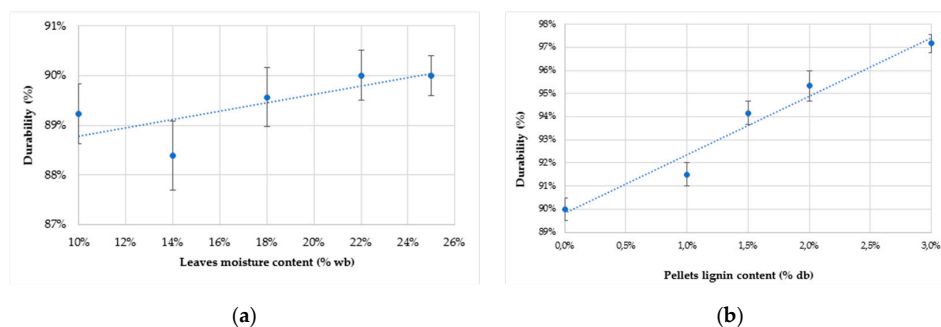 91%
90%
89%
88%
87%
Durability (%)
10% 12% 14% 16% 18% 20% 22% 24% 26%
Leaves moisture content (% wb)
(a)
98%
97%
96%
95%
94%
93%
92%
91%
90%
89%
Durability (%)
0,0% 0,5% 1,0% 1,5% 2,0% 2,5% 3,0%
Pellets lignin content (% db)
(b)